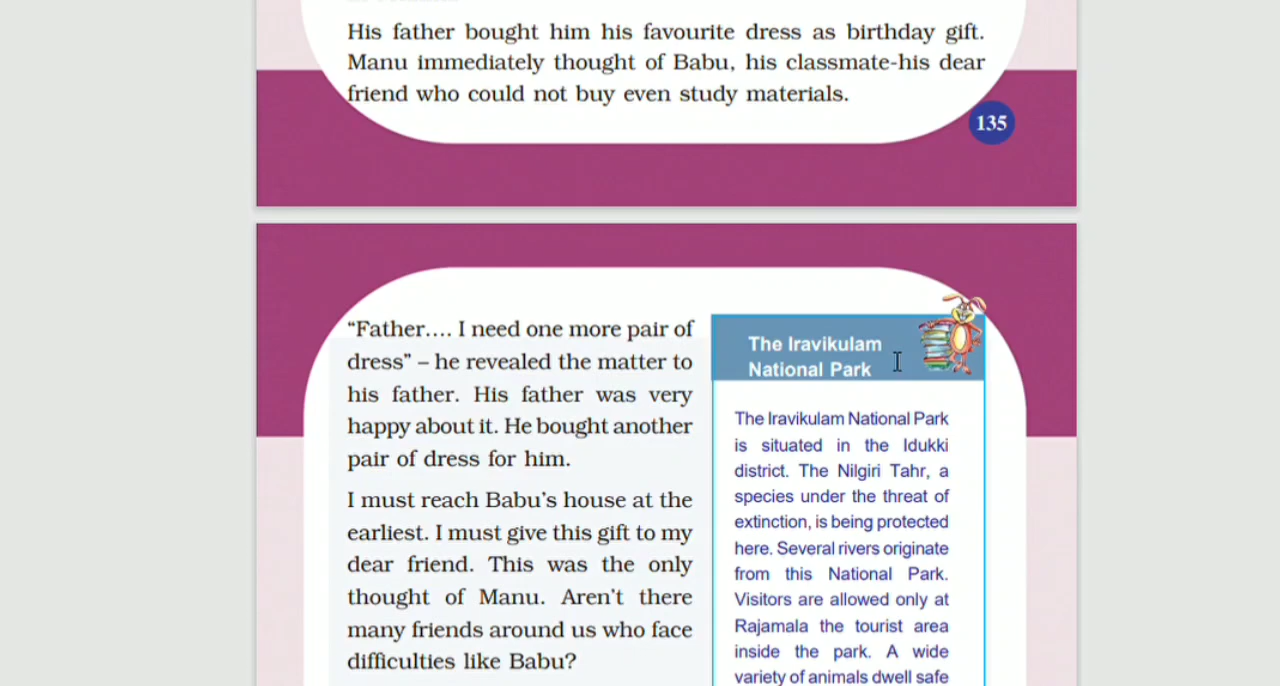 His father bought him his favourite dress as birthday gift.
Manu immediately thought of Babu, his classmate-his dear
friend who could not buy even study materials.
135
“Father.... I need one more pair of
dress” – he revealed the matter to
his father. His father was very
happy about it. He bought another
pair of dress for him.
I must reach Babu’s house at the
earliest. I must give this gift to my
dear friend. This was the only
thought of Manu. Aren’t there
many friends around us who face
difficulties like Babu?
The Iravikulam
National Park
The Iravikulam National Park
is situated in the Idukki
district. The Nilgiri Tahr, a
species under the threat of
extinction, is being protected
here. Several rivers originate
from this National Park.
Visitors are allowed only at
Rajamala the tourist area
inside the park. A wide
variety of animals dwell safe